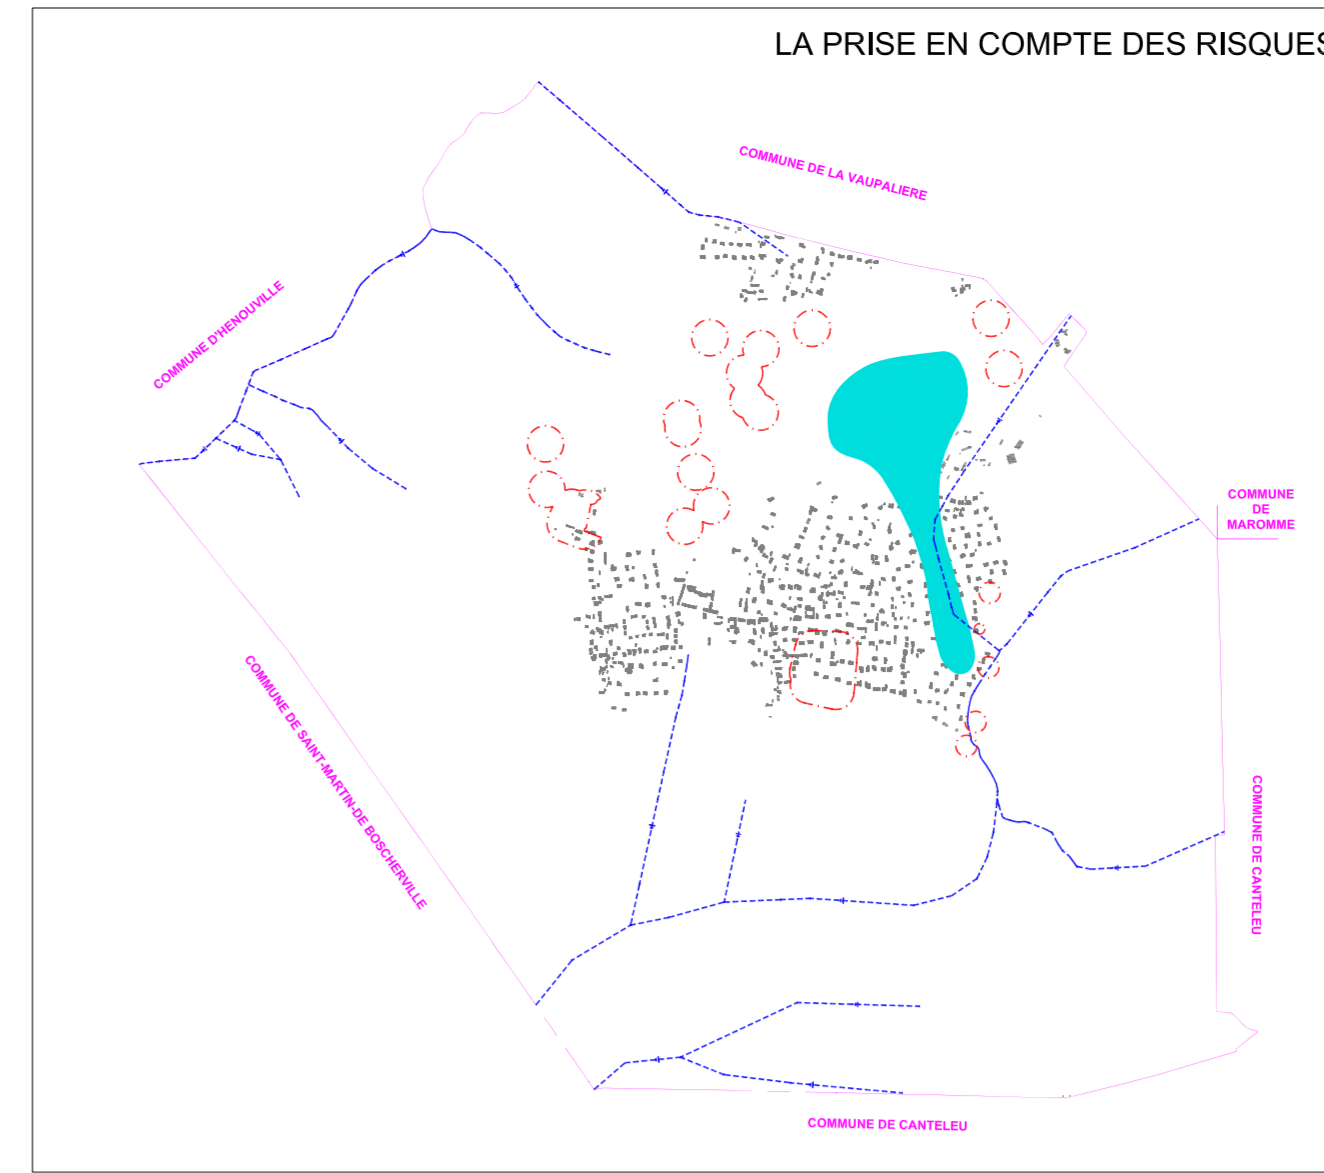 LA PRISE EN COMPTE DES RISQUES
COMMUNE DE LA VAUPALIERE
COMMUNE D'HENOUVILLE
COMMUNE
DE
MAROMME
COMMUNE DE SAINT-MARTIN-DE BOSCHERVILLE
COMMUNE DE CANTELEU
COMMUNE DE CANTELEU